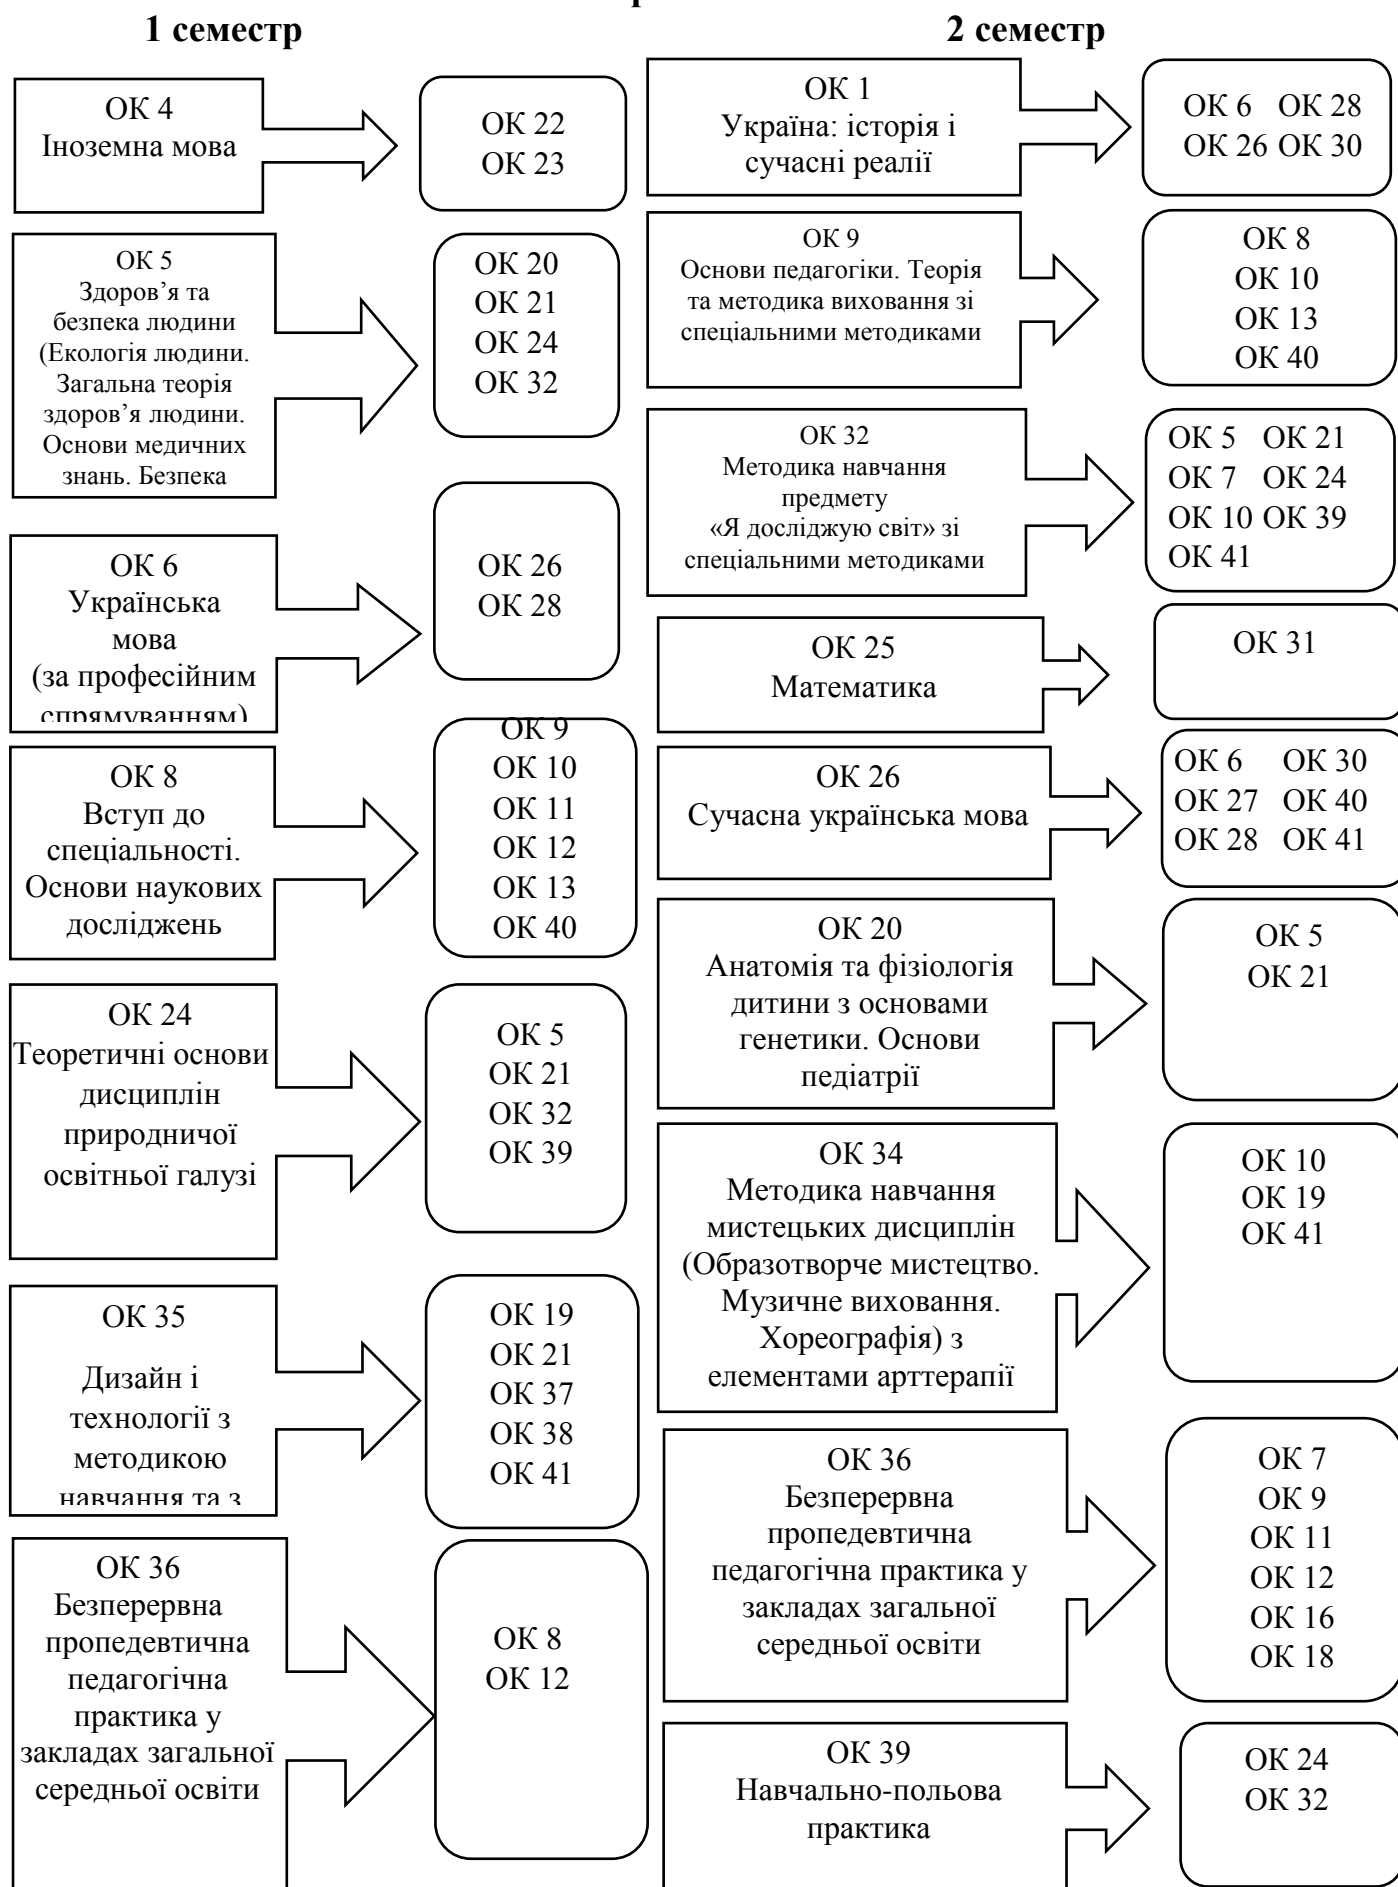 1 семестр
ОК 4
Іноземна мова
ОК 22
ОК 23
ОК 5
Здоров’я та
безпека людини
(Екологія людини.
Загальна теорія
здоров’я людини.
Основи медичних
знань. Безпека
ОК 20
ОК 21
ОК 24
ОК 32
ОК 6
Українська
мова
(за професійним
спрямуванням)
ОК 26
ОК 28
ОК 8
Вступ до
спеціальності.
Основи наукових
досліджень
ОК 9
ОК 10
ОК 11
ОК 12
ОК 13
ОК 40
ОК 24
Теоретичні основи
дисциплін
природничої
освітньої галузі
ОК 5
ОК 21
ОК 32
ОК 39
ОК 35
Дизайн і
технології з
методикою
навчання та з
ОК 19
ОК 21
ОК 37
ОК 38
ОК 41
ОК 36
Безперервна
пропедевтична
педагогічна
практика у
закладах загальної
середньої освіти
ОК 8
ОК 12
2 семестр
ОК 1
Україна: історія і
сучасні реалії
ОК 6 ОК 28
ОК 26 ОК 30
ОК 9
Основи педагогіки. Теорія
та методика виховання зі
спеціальними методиками
ОК 8
ОК 10
ОК 13
ОК 40
ОК 32
Методика навчання
предмету
«Я досліджую світ» зі
спеціальними методиками
ОК 5 ОК 21
ОК 7 ОК 24
ОК 10 ОК 39
ОК 41
ОК 25
Математика
ОК 31
ОК 26
Сучасна українська мова
ОК 6 ОК 30
ОК 27 ОК 40
ОК 28 ОК 41
ОК 20
Анатомія та фізіологія
дитини з основами
генетики. Основи
педіатрії
ОК 5
ОК 21
ОК 34
Методика навчання
мистецьких дисциплін
(Образотворче мистецтво.
Музичне виховання.
Хореографія) з
елементами арттерапії
ОК 10
ОК 19
ОК 41
ОК 36
Безперервна
пропедевтична
педагогічна практика у
закладах загальної
середньої освіти
ОК 7
ОК 9
ОК 11
ОК 12
ОК 16
ОК 18
ОК 39
Навчально-польова
практика
ОК 24
ОК 32